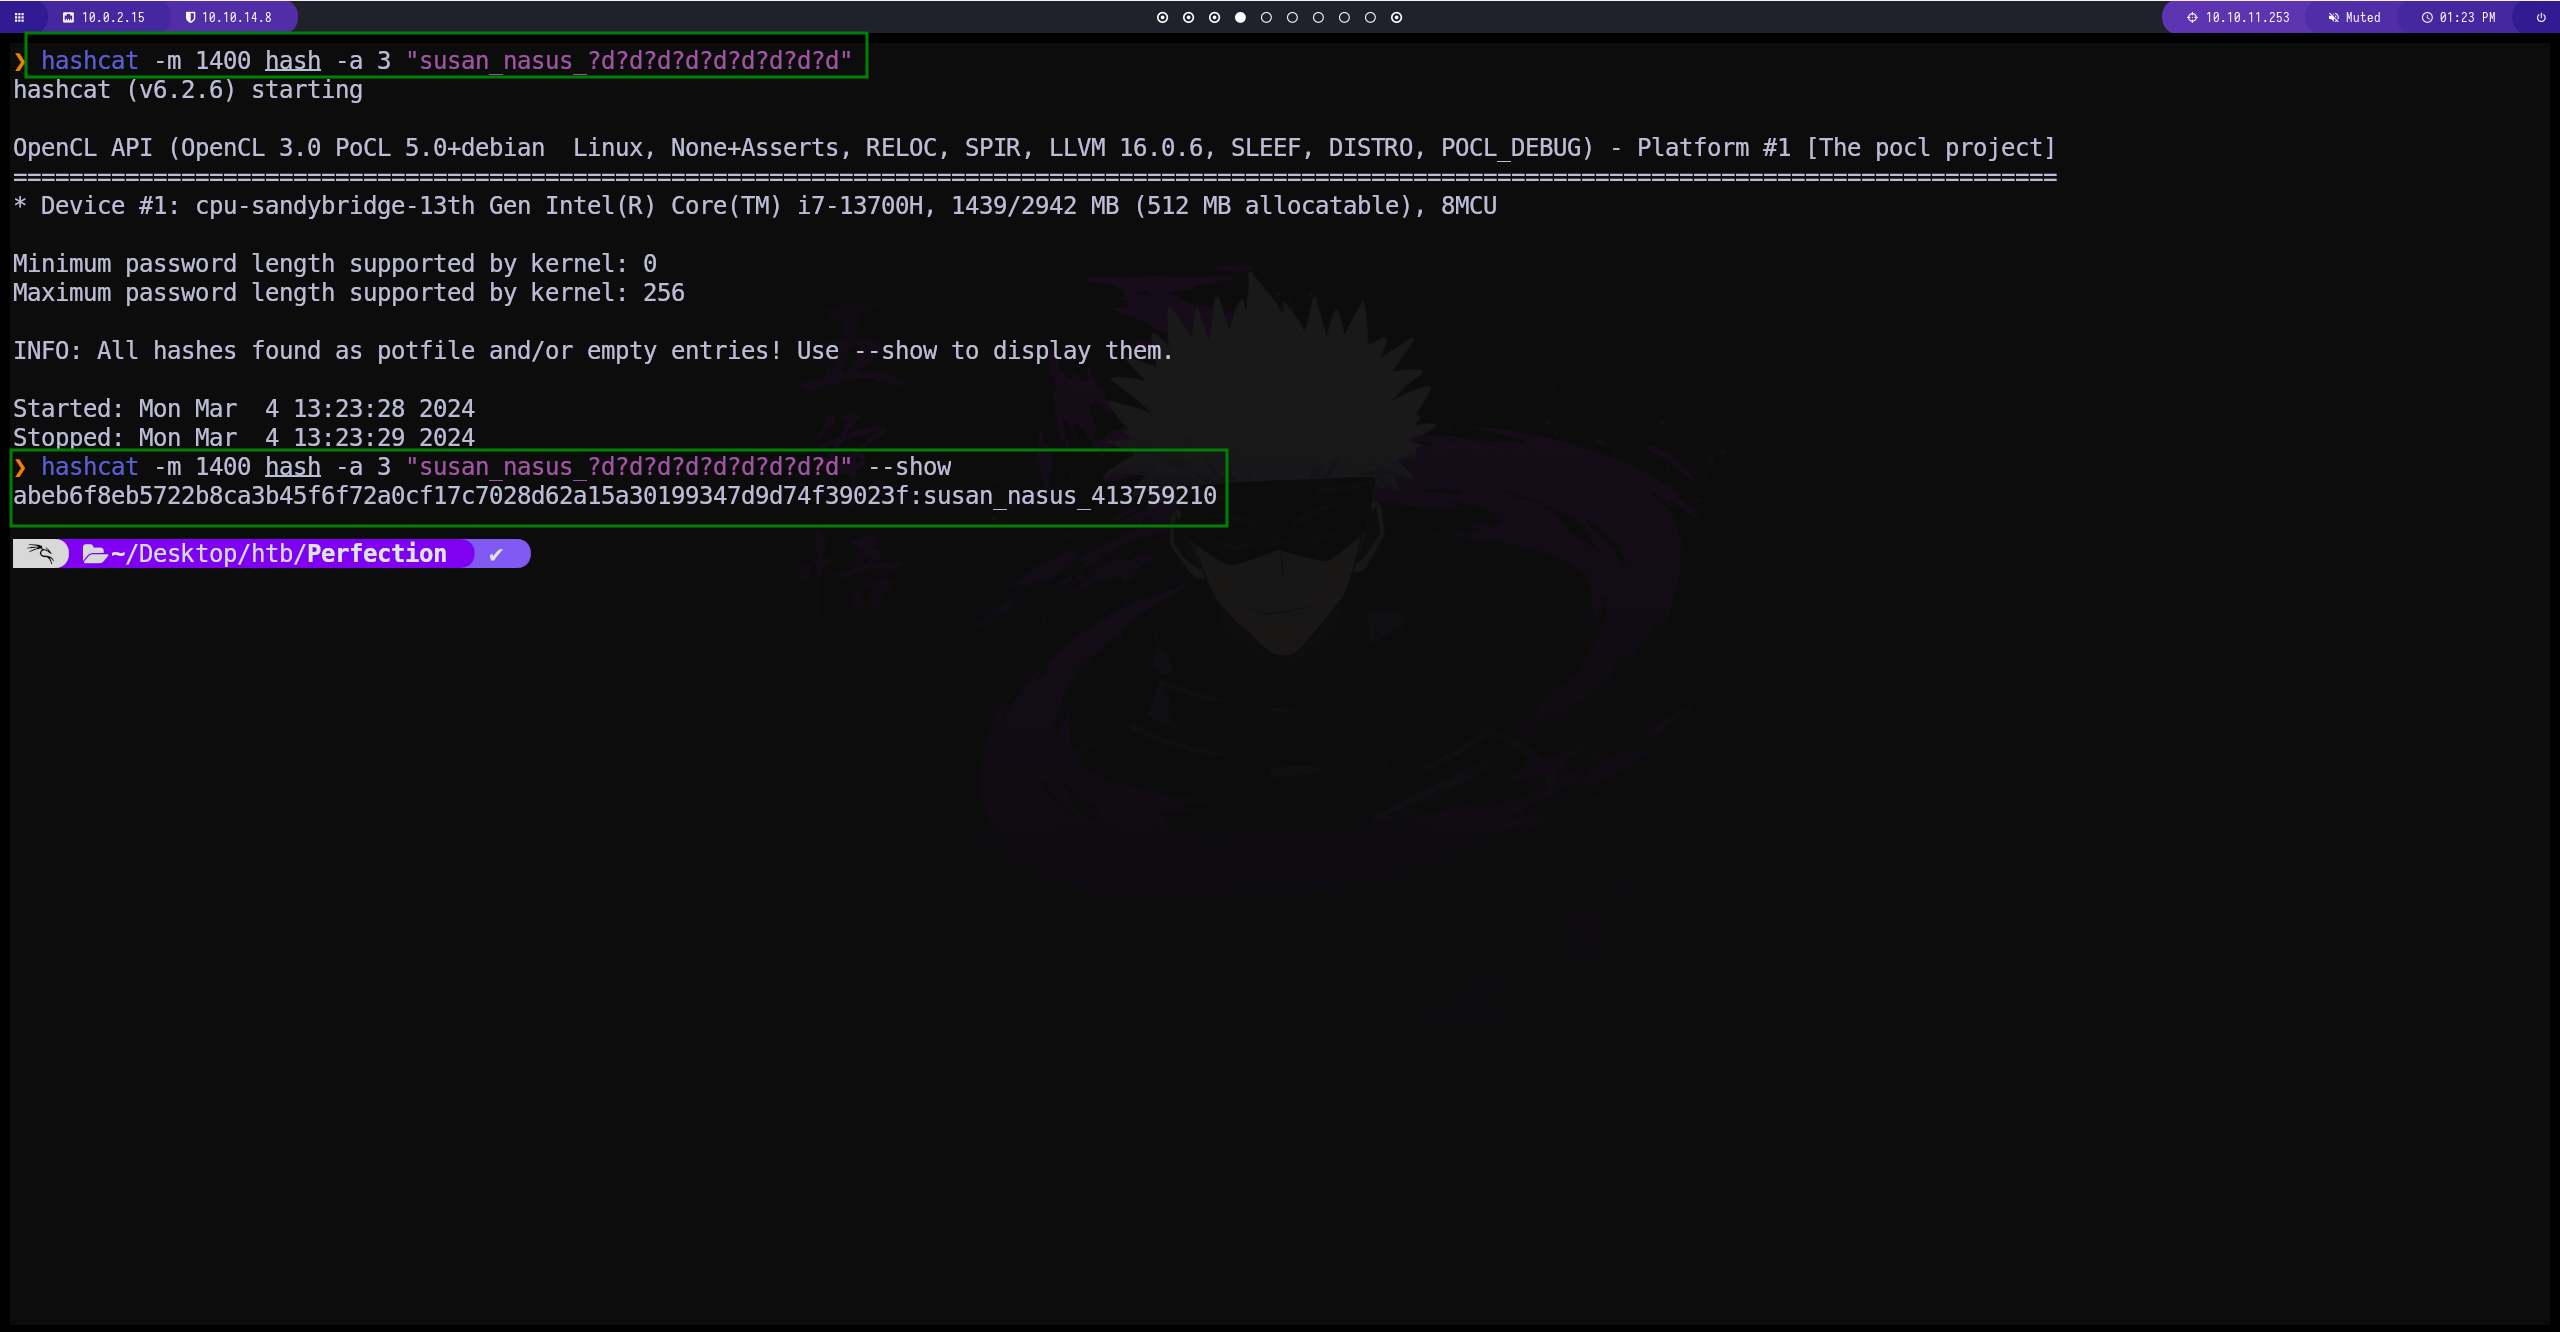 10.0.2.15 10.10.14.8 10.10.11.253 Muted 01:23 PM
❯ hashcat -m 1400 hash -a 3 "susan_nasus_?d?d?d?d?d?d?d?d?d"
hashcat (v6.2.6) starting
OpenCL API (OpenCL 3.0 PoCL 5.0+debian  Linux, None+Asserts, RELOC, SPIR, LLVM 16.0.6, SLEEF, DISTRO, POCL_DEBUG) - Platform #1 [The pocl project]
==================================================================================================================================================
* Device #1: cpu-sandybridge-13th Gen Intel(R) Core(TM) i7-13700H, 1439/2942 MB (512 MB allocatable), 8MCU
Minimum password length supported by kernel: 0
Maximum password length supported by kernel: 256
INFO: All hashes found as potfile and/or empty entries! Use --show to display them.
Started: Mon Mar  4 13:23:28 2024
Stopped: Mon Mar  4 13:23:29 2024
❯ hashcat -m 1400 hash -a 3 "susan_nasus_?d?d?d?d?d?d?d?d?d" --show
abeb6f8eb5722b8ca3b45f6f72a0cf17c7028d62a15a30199347d9d74f39023f:susan_nasus_413759210
~/Desktop/htb/Perfection ✔